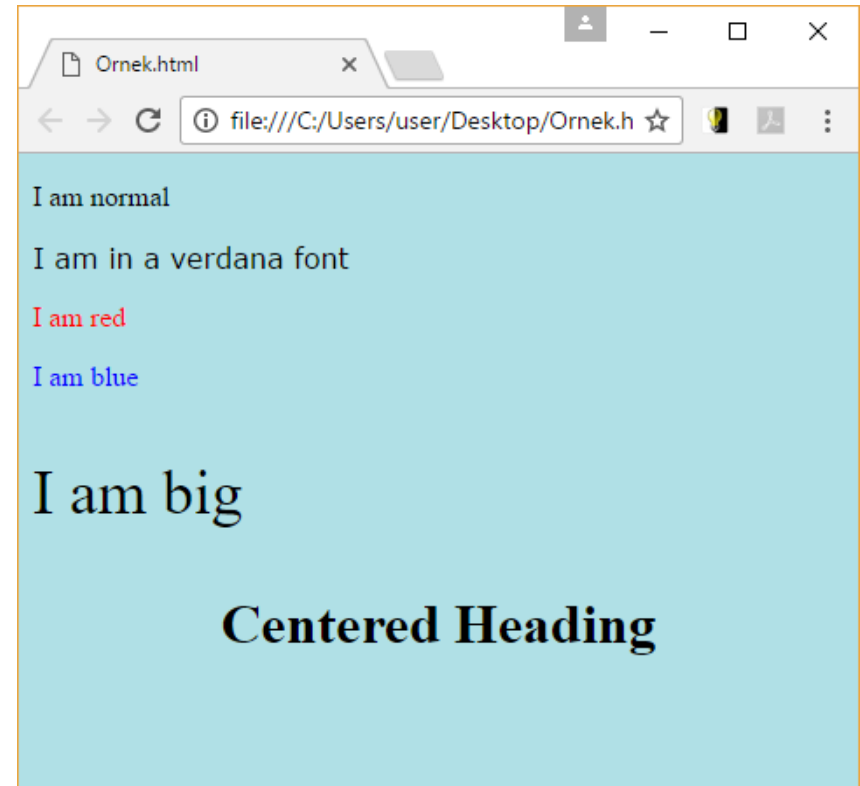 Ornek.html
file:///C:/Users/user/Desktop/Ornek.h
I am normal
I am in a verdana font
I am red
I am blue
I am big
Centered Heading